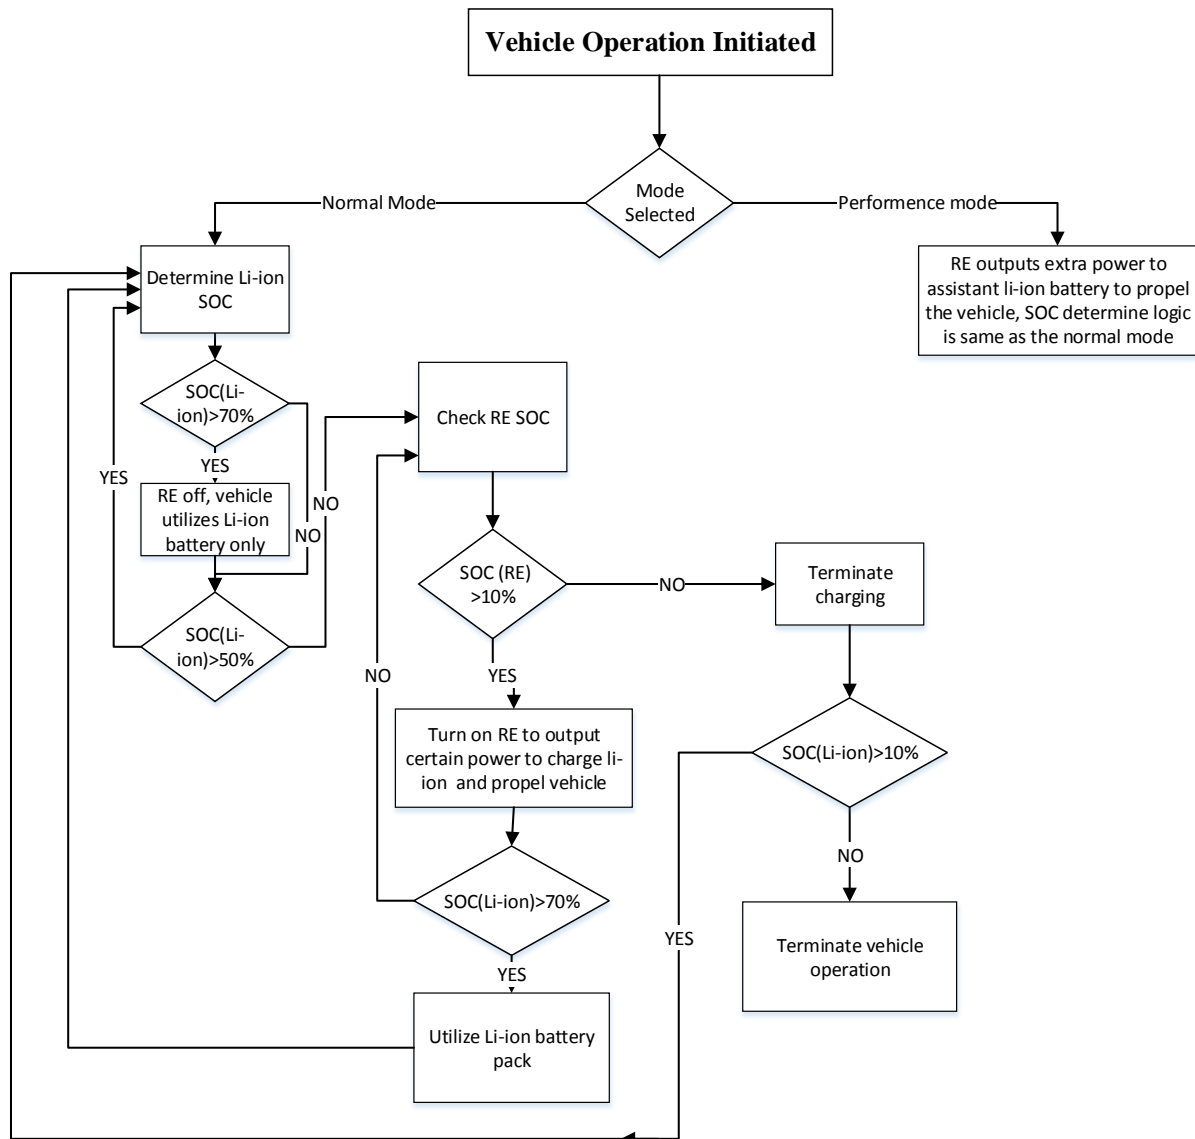 Vehicle Operation Initiated
Mode
Selected
Normal Mode
Performence mode
Determine Li-ion
SOC
RE outputs extra power to
assistant li-ion battery to propel
the vehicle, SOC determine logic
is same as the normal mode
SOC(Li-
ion)>70%
YES
NO
RE off, vehicle
utilizes Li-ion
battery only
SOC(Li-
ion)>50%
YES
NO
Check RE SOC
SOC (RE)
>10%
NO
YES
Terminate
charging
Turn on RE to output
certain power to charge li-
ion and propel vehicle
NO
SOC(Li-ion)>10%
SOC(Li-ion)>70%
NO
YES
YES
Terminate vehicle
operation
Utilize Li-ion battery
pack